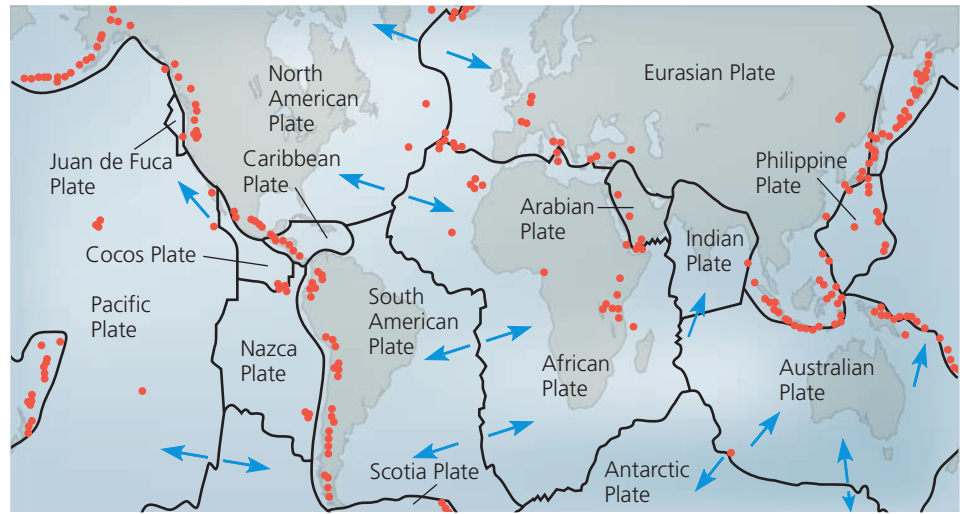 North
American
Plate
Eurasian Plate
Juan de Fuca
Plate
Caribbean
Plate
Philippine
Plate
Arabian
Plate
Indian
Plate
Cocos Plate
Pacific
Plate
South
American
Plate
Nazca
Plate
African
Plate
Australian
Plate
Scotia Plate
Antarctic
Plate